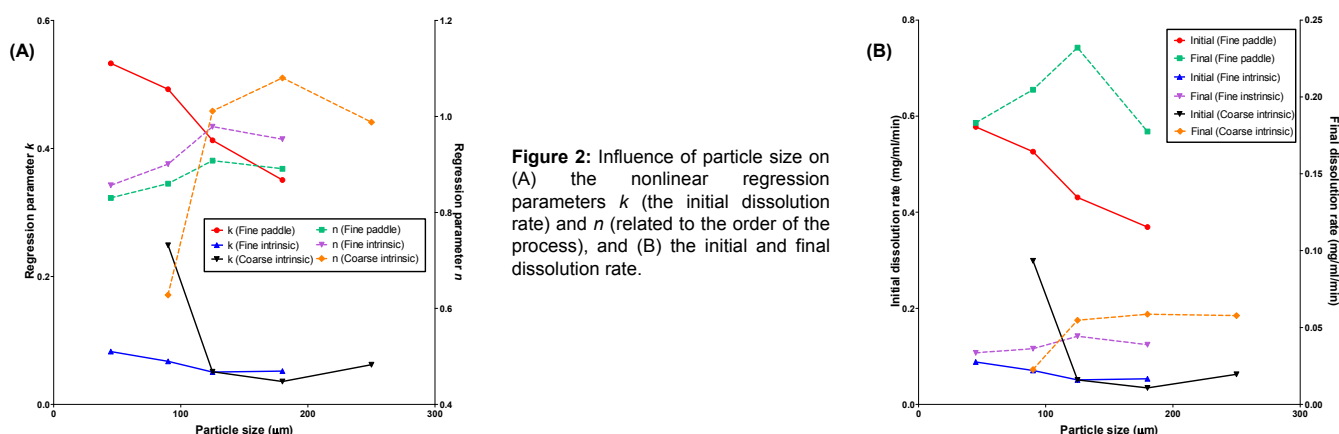 (A)
0.6
0.4
0.2
0.0
Regression parameter k
1.2
1.0
0.8
0.6
0.4
Regression parameter n
0
100
200
300
Particle size (μm)
k (Fine paddle)
k (Fine intrinsic)
k (Coarse intrinsic)
n (Fine paddle)
n (Fine intrinsic)
n (Coarse intrinsic)
Figure 2: Influence of particle size on
(A) the nonlinear regression
parameters k (the initial dissolution
rate) and n (related to the order of the
process), and (B) the initial and final
dissolution rate.
(B)
0.8
0.6
0.4
0.2
0.0
Initial dissolution rate (mg/ml/min)
0.25
0.20
0.15
0.10
0.05
0.00
Final dissolution rate (mg/ml/min)
0
100
200
300
Particle size (μm)
Initial (Fine paddle)
Final (Fine paddle)
Initial (Fine intrinsic)
Final (Fine instrinsic)
Initial (Coarse intrinsic)
Final (Coarse intrinsic)